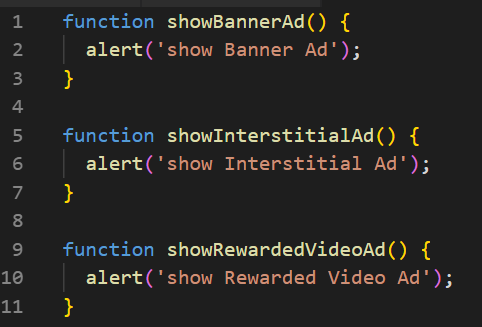 1 function showBannerAd() {
2 alert('show Banner Ad');
3 }
4
5 function showInterstitialAd() {
6 alert('show Interstitial Ad');
7 }
8
9 function showRewardedVideoAd() {
10 alert('show Rewarded Video Ad');
11 }